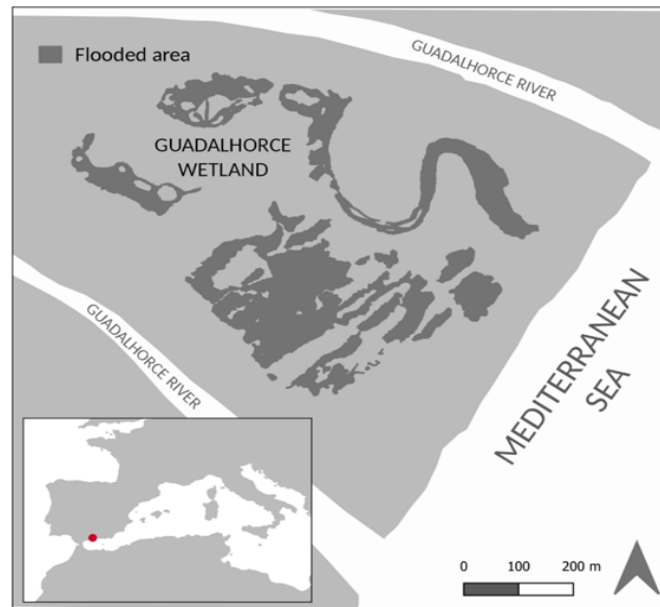 Flooded area
GUADALHORCE RIVER
GUADALHORCE
WETLAND
GUADALHORCE RIVER
MEDITERRANEAN
SEA
0 100 200 m